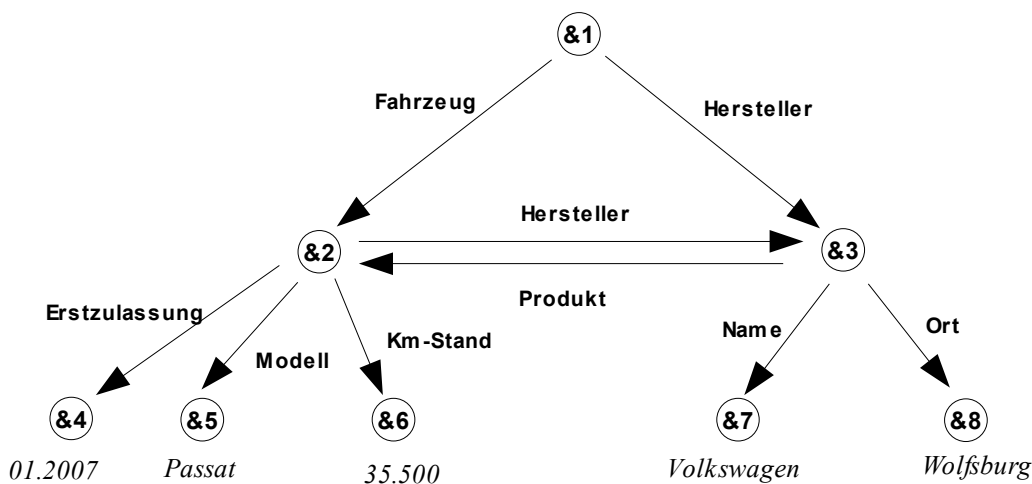 &1
Fahrzeug
Hersteller
Hersteller
&2
&3
Produkt
Erstzulassung
Name
Ort
Km-Stand
Modell
&4
&5
&6
&7
&8
01.2007
Passat
35.500
Volkswagen
Wolfsburg